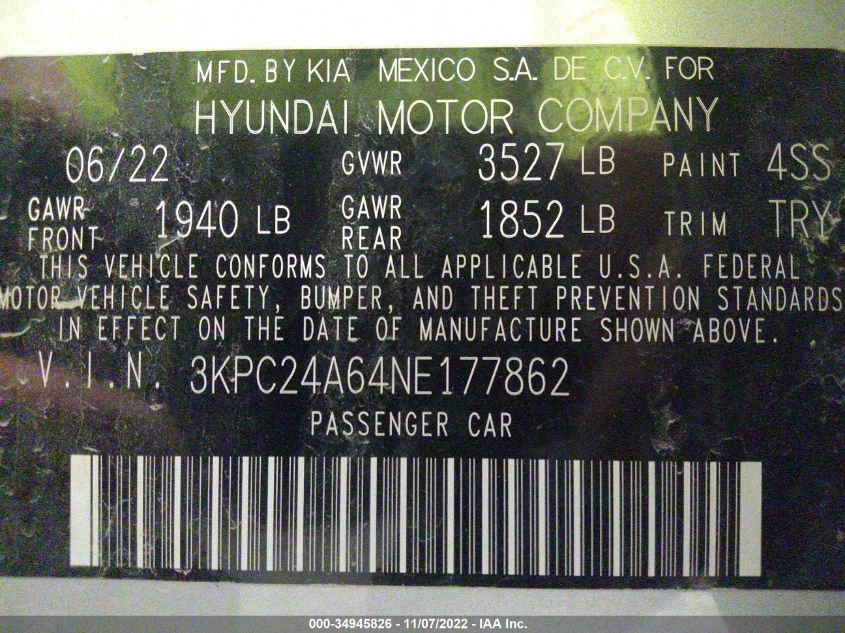 MFD. BY KIA MEXICO S.A. DE C.V. FOR
HYUNDAI MOTOR COMPANY
06/22 GVWR 3527 LB PAINT 4SS
GAWR FRONT 1940 LB GAWR REAR 1852 LB TRIM TRY
THIS VEHICLE CONFORMS TO ALL APPLICABLE U.S.A. FEDERAL
MOTOR VEHICLE SAFETY, BUMPER, AND THEFT PREVENTION STANDARDS
IN EFFECT ON THE DATE OF MANUFACTURE SHOWN ABOVE.
V.I.N. 3KPC24A64NE177862
PASSENGER CAR
000-34945826 - 11/07/2022 - IAA Inc.